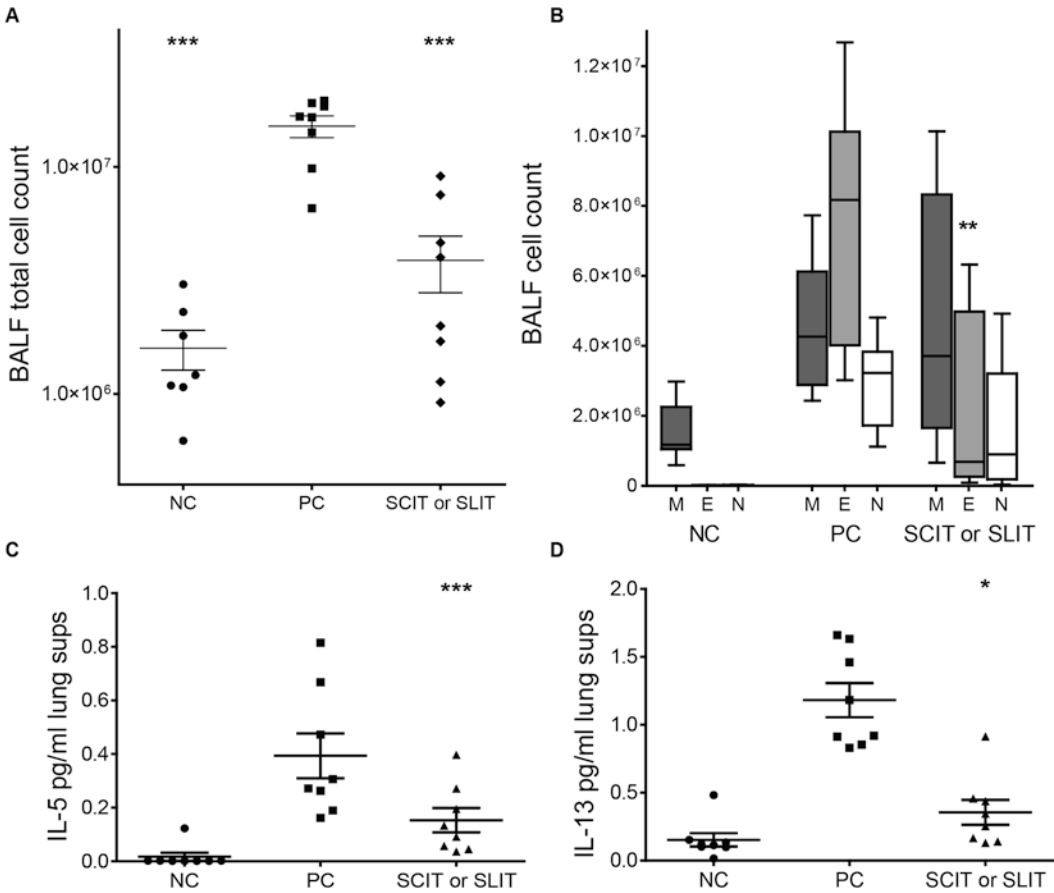 A
***
***
BALF total cell count
1.0×10⁷
1.0×10⁶
NC
PC
SCIT or SLIT
B
**
BALF cell count
1.2×10⁷
1.0×10⁷
8.0×10⁶
6.0×10⁶
4.0×10⁶
2.0×10⁶
0
M E N
M E N
M E N
NC
PC
SCIT or SLIT
C
***
IL-5 pg/ml lung sups
1.0
0.8
0.6
0.4
0.2
0.0
NC
PC
SCIT or SLIT
D
*
IL-13 pg/ml lung sups
2.0
1.5
1.0
0.5
0.0
NC
PC
SCIT or SLIT